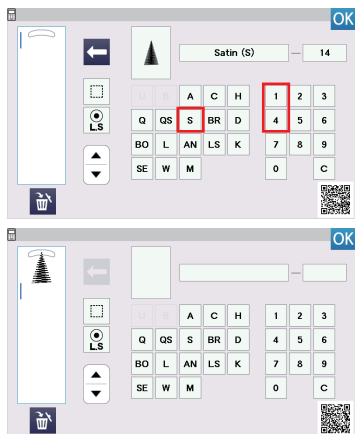 OK
Satin (S) — 14
U B A C H 1 2 3
Q QS S BR D 4 5 6
L.S
BO L AN LS K 7 8 9
SE W M 0 C
OK
—
U B A C H 1 2 3
Q QS S BR D 4 5 6
L.S
BO L AN LS K 7 8 9
SE W M 0 C